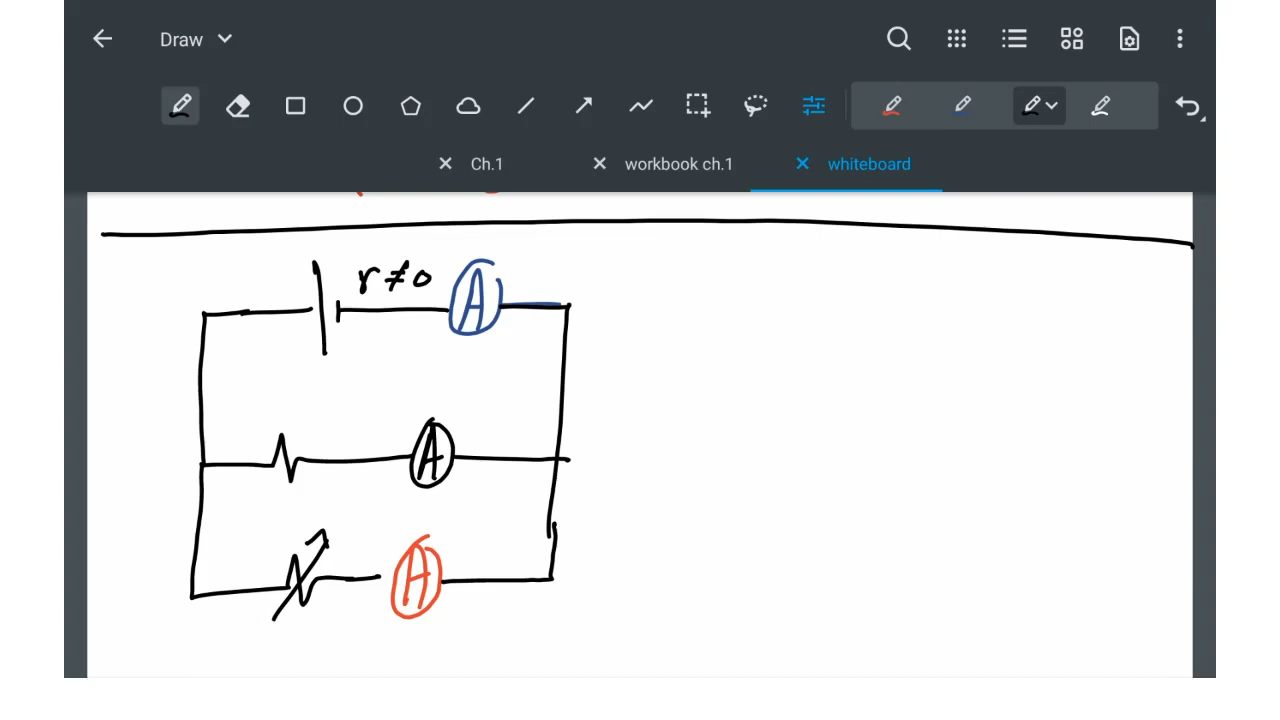 Draw
Ch.1
workbook ch.1
whiteboard
r≠0
A
A
A